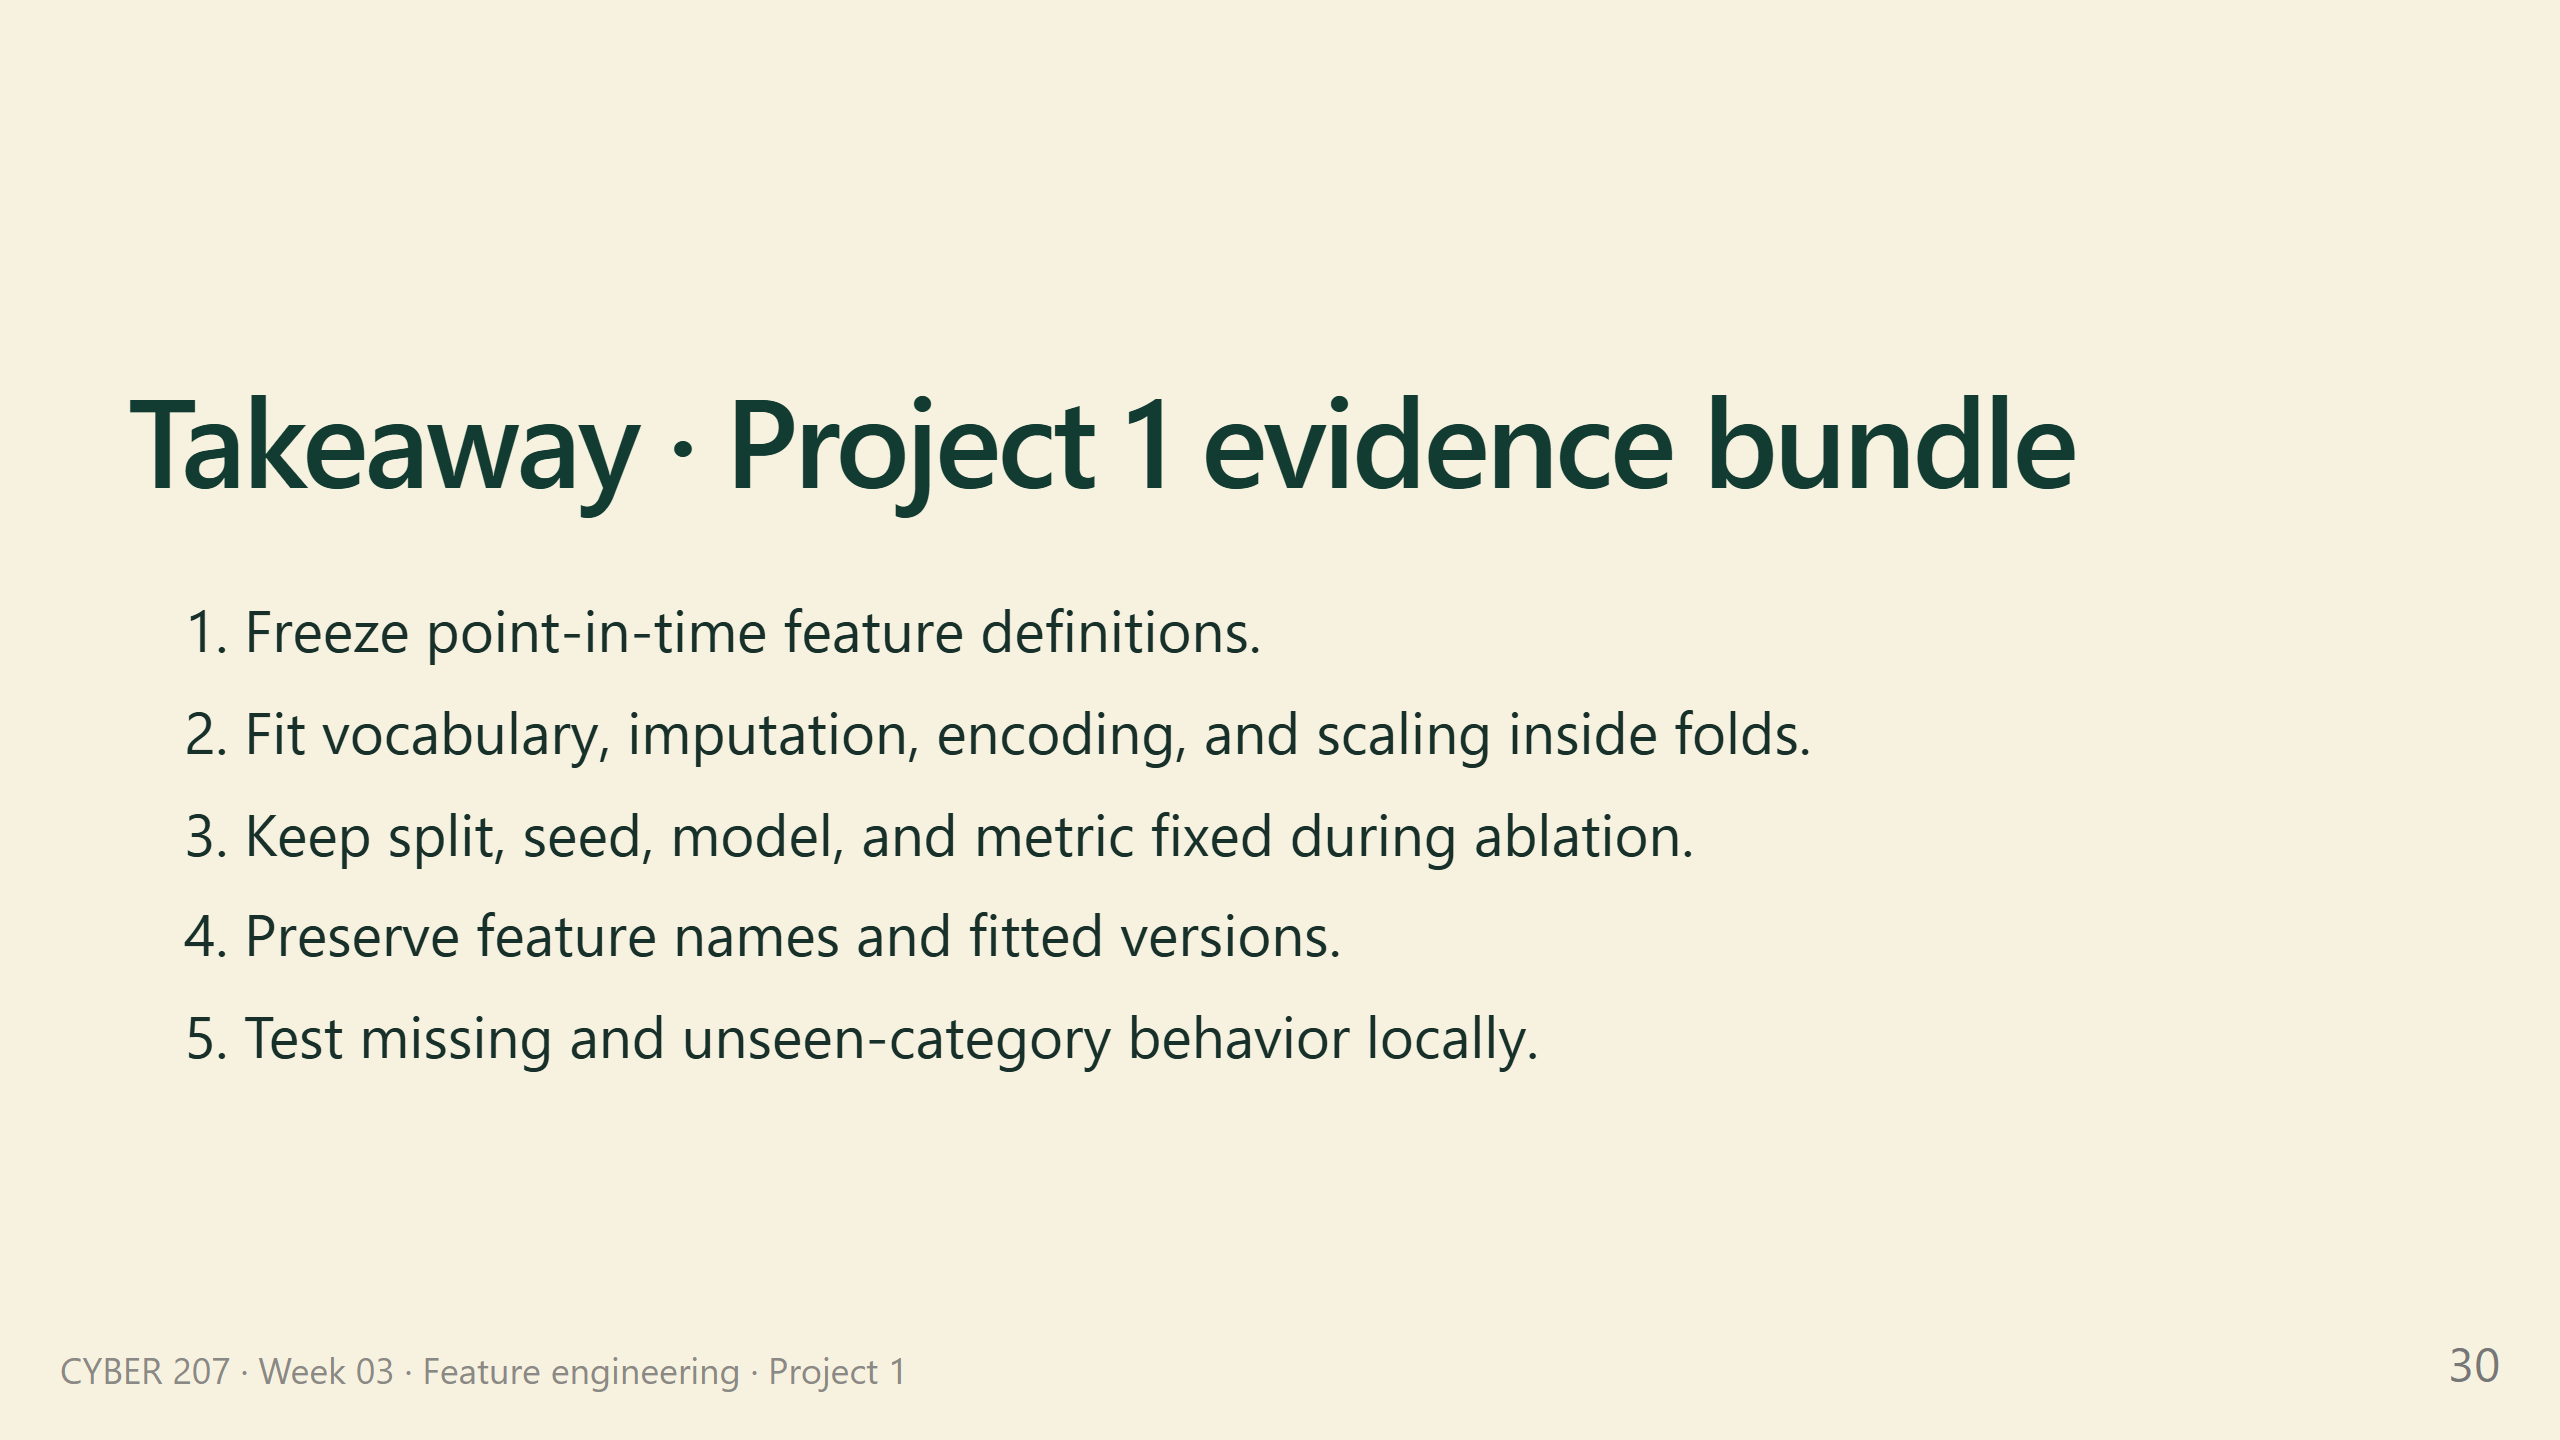 Takeaway · Project 1 evidence bundle
1. Freeze point-in-time feature definitions.
2. Fit vocabulary, imputation, encoding, and scaling inside folds.
3. Keep split, seed, model, and metric fixed during ablation.
4. Preserve feature names and fitted versions.
5. Test missing and unseen-category behavior locally.
CYBER 207 · Week 03 · Feature engineering · Project 1
30